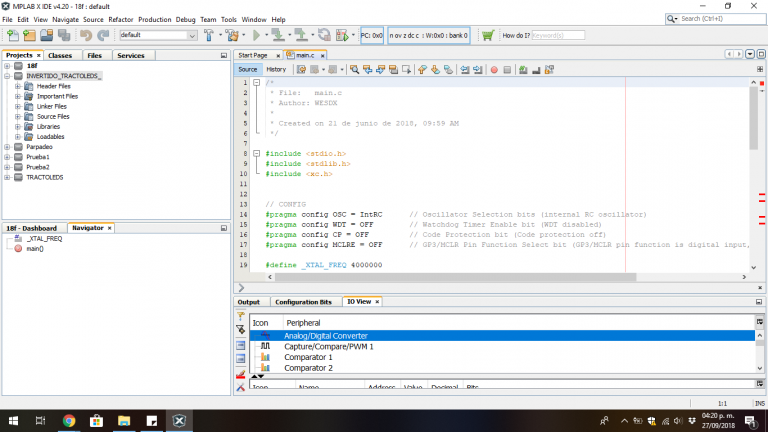 MPLAB X IDE v4.20 - 18f : default
File Edit View Navigate Source Refactor Production Debug Team Tools Window Help
Search (Ctrl+I)
default
PC: 0x0
n ov z dc c : W:0x0 : bank 0
How do I?
Keyword(s)
Projects × Classes Files Services
18f
INVERTIDO_TRACTOLEDS_
Header Files
Important Files
Linker Files
Source Files
Libraries
Loadables
Parpadeo
Prueba1
Prueba2
TRACTOLEDS
18f - Dashboard Navigator ×
_XTAL_FREQ
main()
Start Page × main.c ×
Source History
1 /*
2 * File: main.c
3 * Author: WESDX
4 *
5 * Created on 21 de junio de 2018, 09:59 AM
6 */
7
8 #include <stdio.h>
9 #include <stdlib.h>
10 #include <xc.h>
11
12
13 // CONFIG
14 #pragma config OSC = IntRC // Oscillator Selection bits (internal RC oscillator)
15 #pragma config WDT = OFF // Watchdog Timer Enable bit (WDT disabled)
16 #pragma config CP = OFF // Code Protection bit (Code protection off)
17 #pragma config MCLRE = OFF // GP3/MCLR Pin Function Select bit (GP3/MCLR pin function is digital input,
18
19 #define _XTAL_FREQ 4000000
Output Configuration Bits IO View ×
Icon Peripheral
Analog/Digital Converter
Capture/Compare/PWM 1
Comparator 1
Comparator 2
Icon Name Address Value Decimal Bits
1:1 INS
04:20 p. m.
27/09/2018